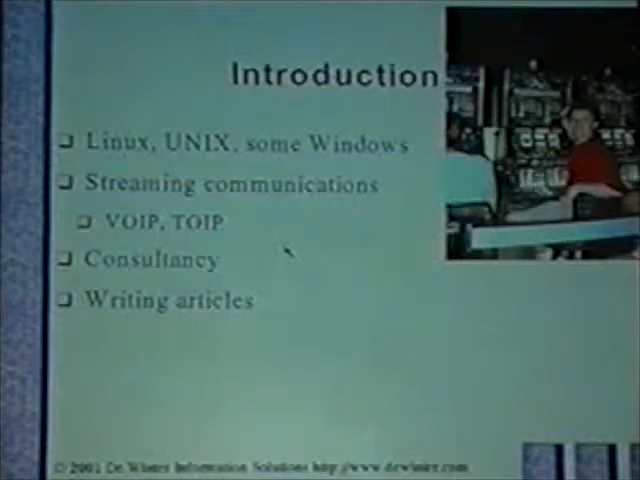 Introduction
Linux, UNIX, some Windows
Streaming communications
VOIP, TOIP
Consultancy
Writing articles
© 2001 De Winter Information Solutions http://www.dewinter.com